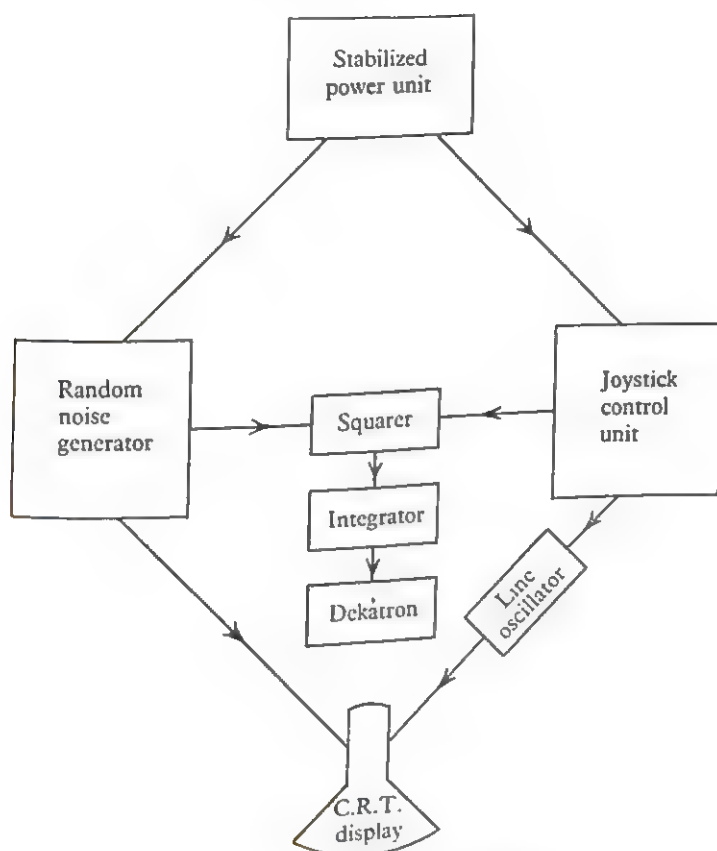 Stabilized
power unit
Random
noise
generator
Joystick
control
unit
Squarer
Integrator
Dekatron
Line
oscillator
C.R.T.
display